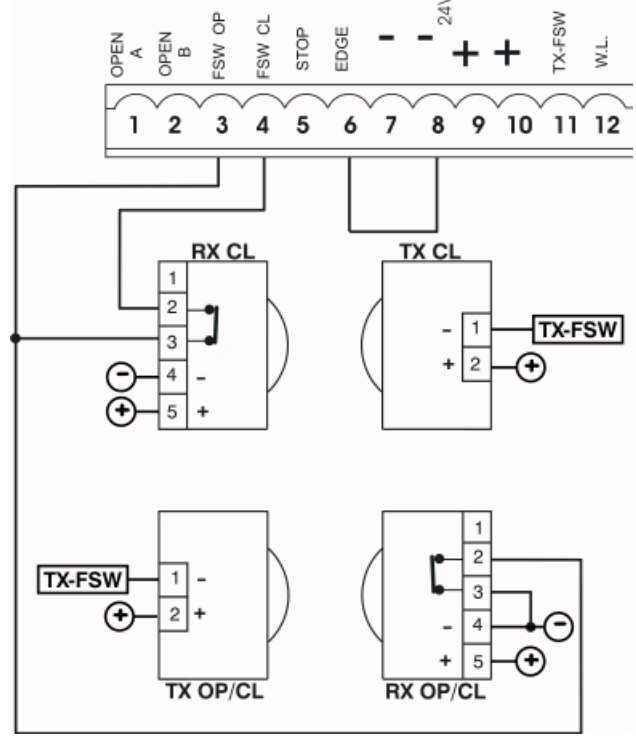 OPEN A
OPEN B
FSW OP
FSW CL
STOP
EDGE
-
-
24V
+
+
TX-FSW
W.L.
1 2 3 4 5 6 7 8 9 10 11 12
RX CL
1
2
3
4 -
5 +
TX CL
- 1 TX-FSW
+ 2 +
-
+
TX-FSW 1 -
+ 2 +
TX OP/CL
1
2
3
- 4 -
+ 5 +
RX OP/CL